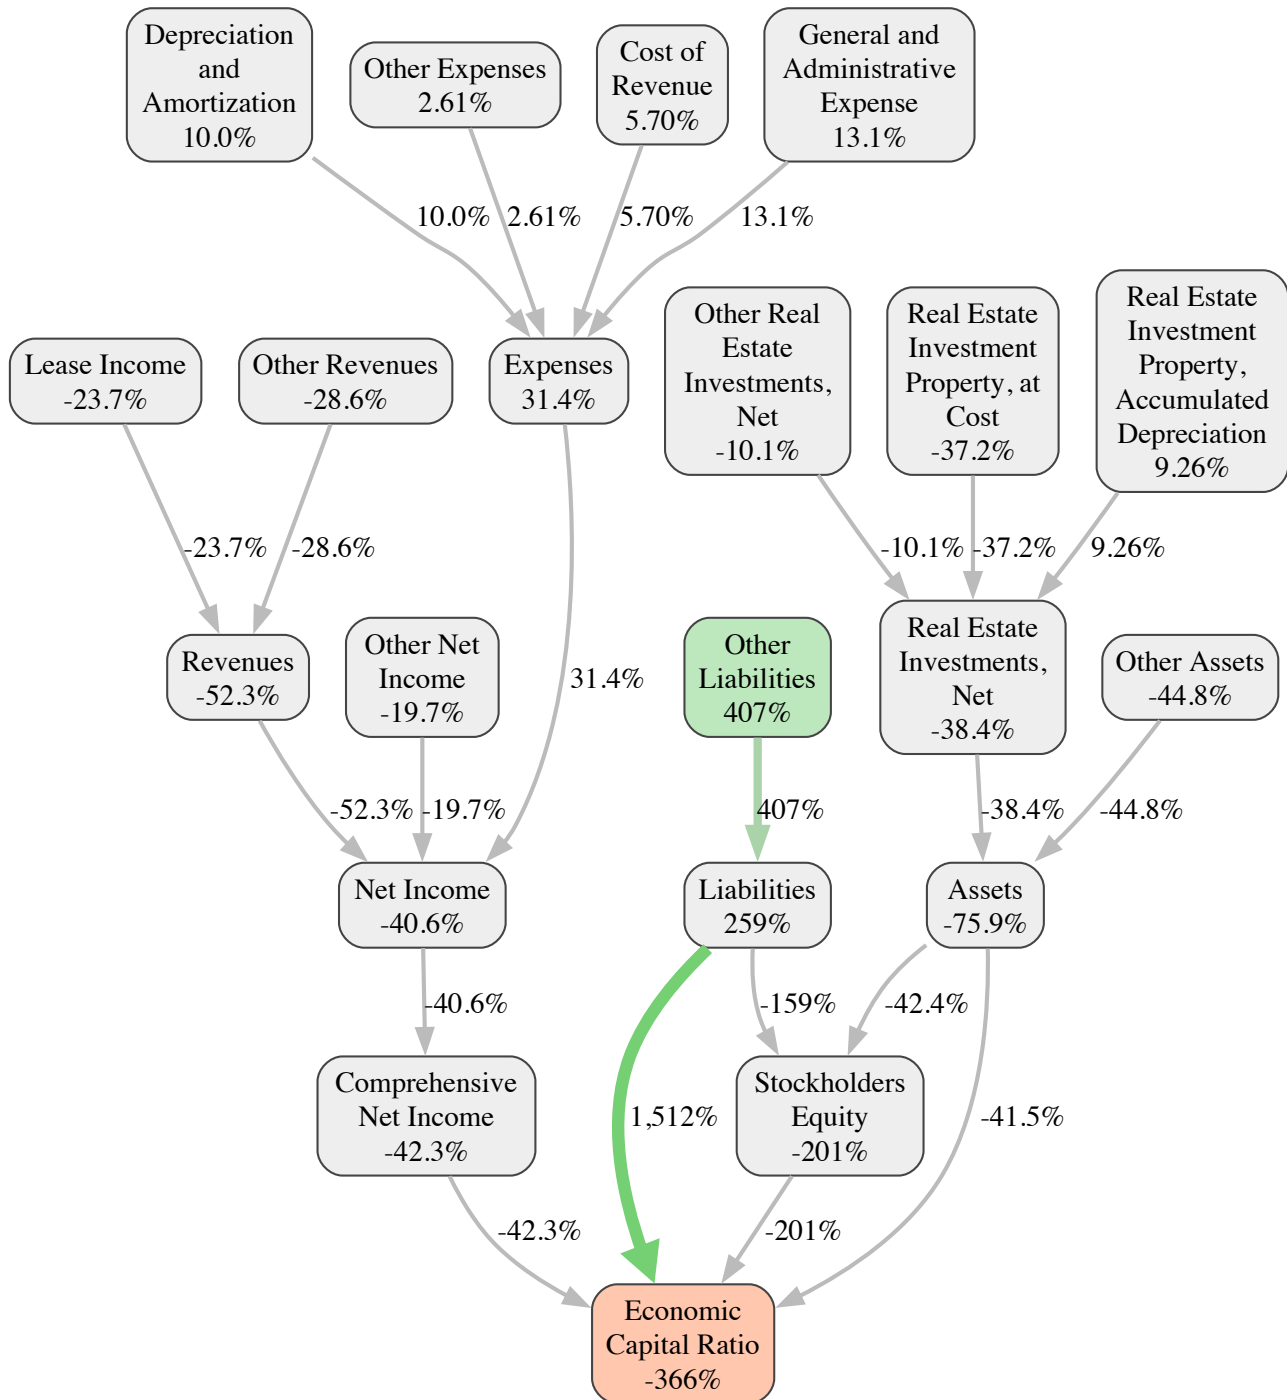 Depreciation
and
Amortization
10.0%
Other Expenses
2.61%
Cost of
Revenue
5.70%
General and
Administrative
Expense
13.1%
10.0%
2.61%
5.70%
13.1%
Lease Income
-23.7%
Other Revenues
-28.6%
Expenses
31.4%
Other Real
Estate
Investments,
Net
-10.1%
Real Estate
Investment
Property, at
Cost
-37.2%
Real Estate
Investment
Property,
Accumulated
Depreciation
9.26%
-23.7%
-28.6%
-10.1%
-37.2%
9.26%
Revenues
-52.3%
Other Net
Income
-19.7%
31.4%
Other
Liabilities
407%
Real Estate
Investments,
Net
-38.4%
Other Assets
-44.8%
-52.3%
-19.7%
407%
-38.4%
-44.8%
Net Income
-40.6%
Liabilities
259%
Assets
-75.9%
-40.6%
-159%
-42.4%
Comprehensive
Net Income
-42.3%
1,512%
Stockholders
Equity
-201%
-41.5%
-42.3%
-201%
Economic
Capital Ratio
-366%